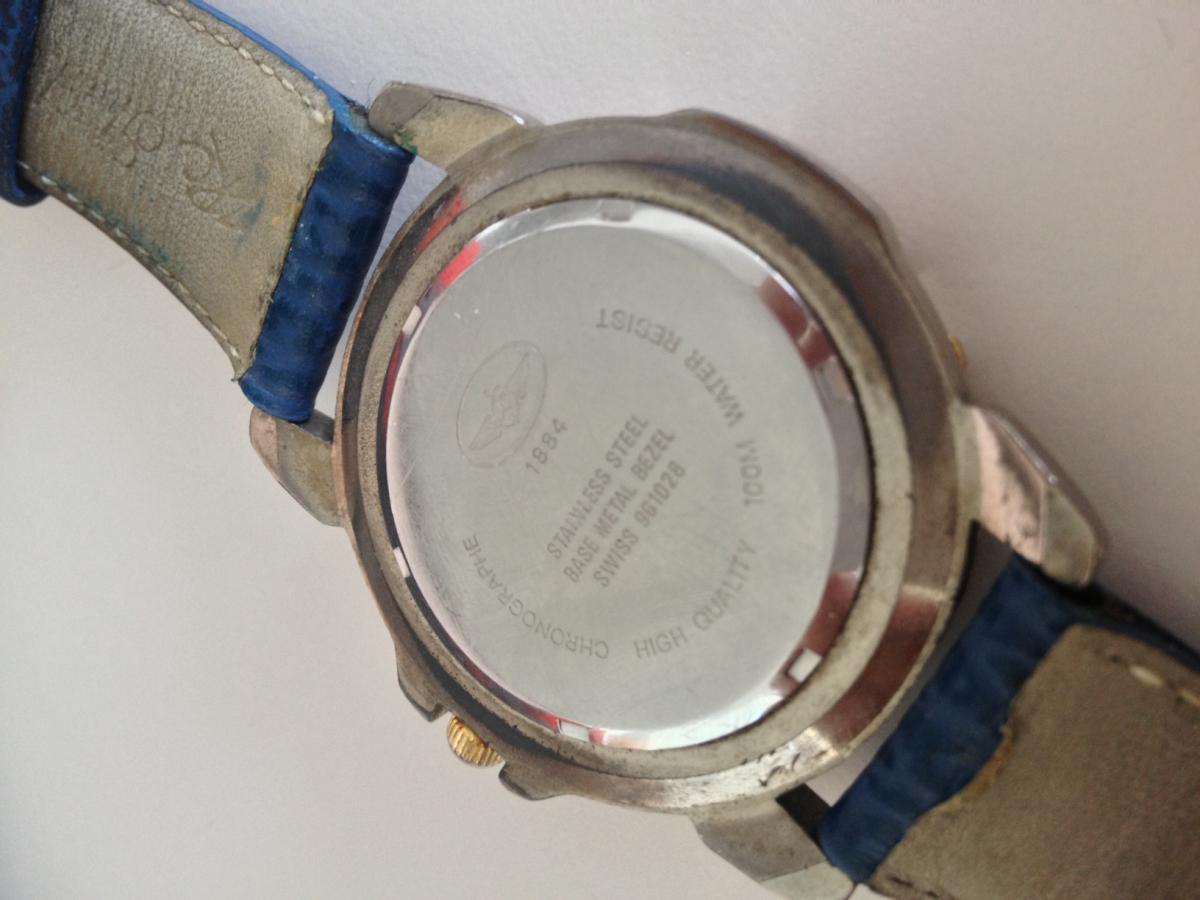 1884
STAINLESS STEEL
BASE METAL BEZEL
SWISS 961028
CHRONOGRAPHE
HIGH QUALITY
100M WATER RESIST